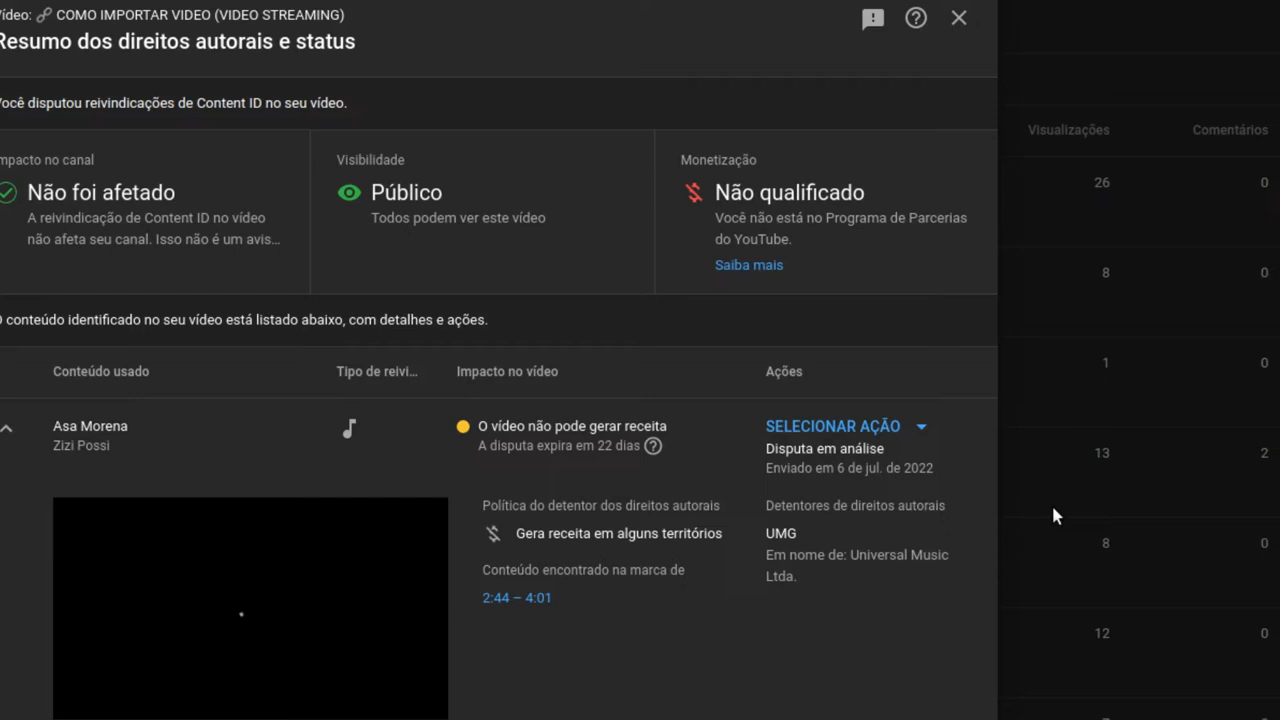 Vídeo: COMO IMPORTAR VIDEO (VIDEO STREAMING)
Resumo dos direitos autorais e status
Você disputou reivindicações de Content ID no seu vídeo.
Impacto no canal
Não foi afetado
A reivindicação de Content ID no vídeo
não afeta seu canal. Isso não é um avis...
Visibilidade
Público
Todos podem ver este vídeo
Monetização
Não qualificado
Você não está no Programa de Parcerias
do YouTube.
Saiba mais
O conteúdo identificado no seu vídeo está listado abaixo, com detalhes e ações.
Conteúdo usado
Tipo de reivi...
Impacto no vídeo
Ações
Asa Morena
Zizi Possi
O vídeo não pode gerar receita
A disputa expira em 22 dias
SELECIONAR AÇÃO
Disputa em análise
Enviado em 6 de jul. de 2022
Política do detentor dos direitos autorais
Gera receita em alguns territórios
Conteúdo encontrado na marca de
2:44 – 4:01
Detentores de direitos autorais
UMG
Em nome de: Universal Music
Ltda.
Visualizações Comentários
26 0
8 0
1 0
13 2
8 0
12 0